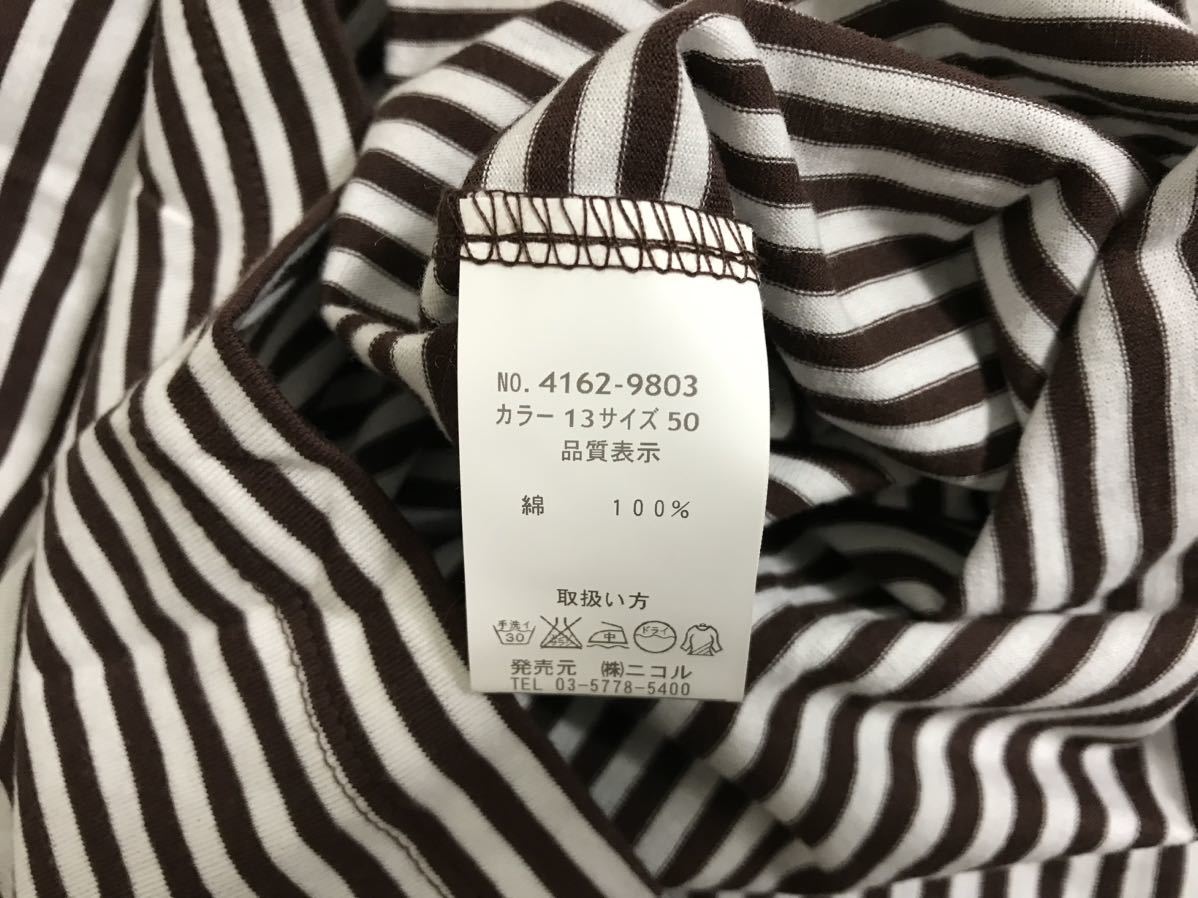 NO. 4162-9803
カラー 13サイズ 50
品質表示
綿 100%
取扱い方
手洗イ 30 中 ドライ
発売元 ㈱ニコル
TEL 03-5778-5400